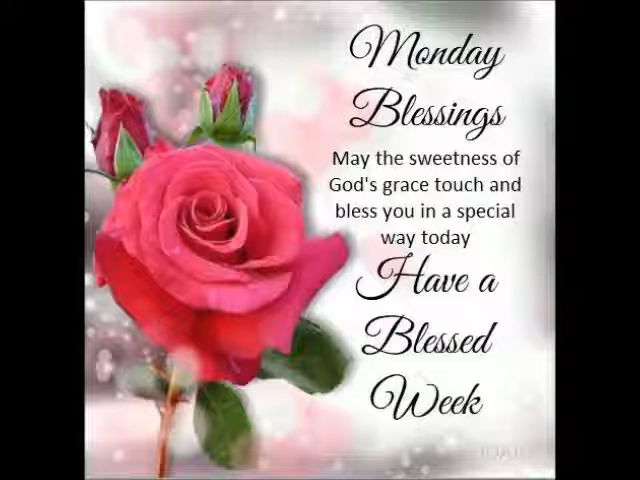 Monday
Blessings
May the sweetness of
God's grace touch and
bless you in a special
way today
Have a
Blessed
Week